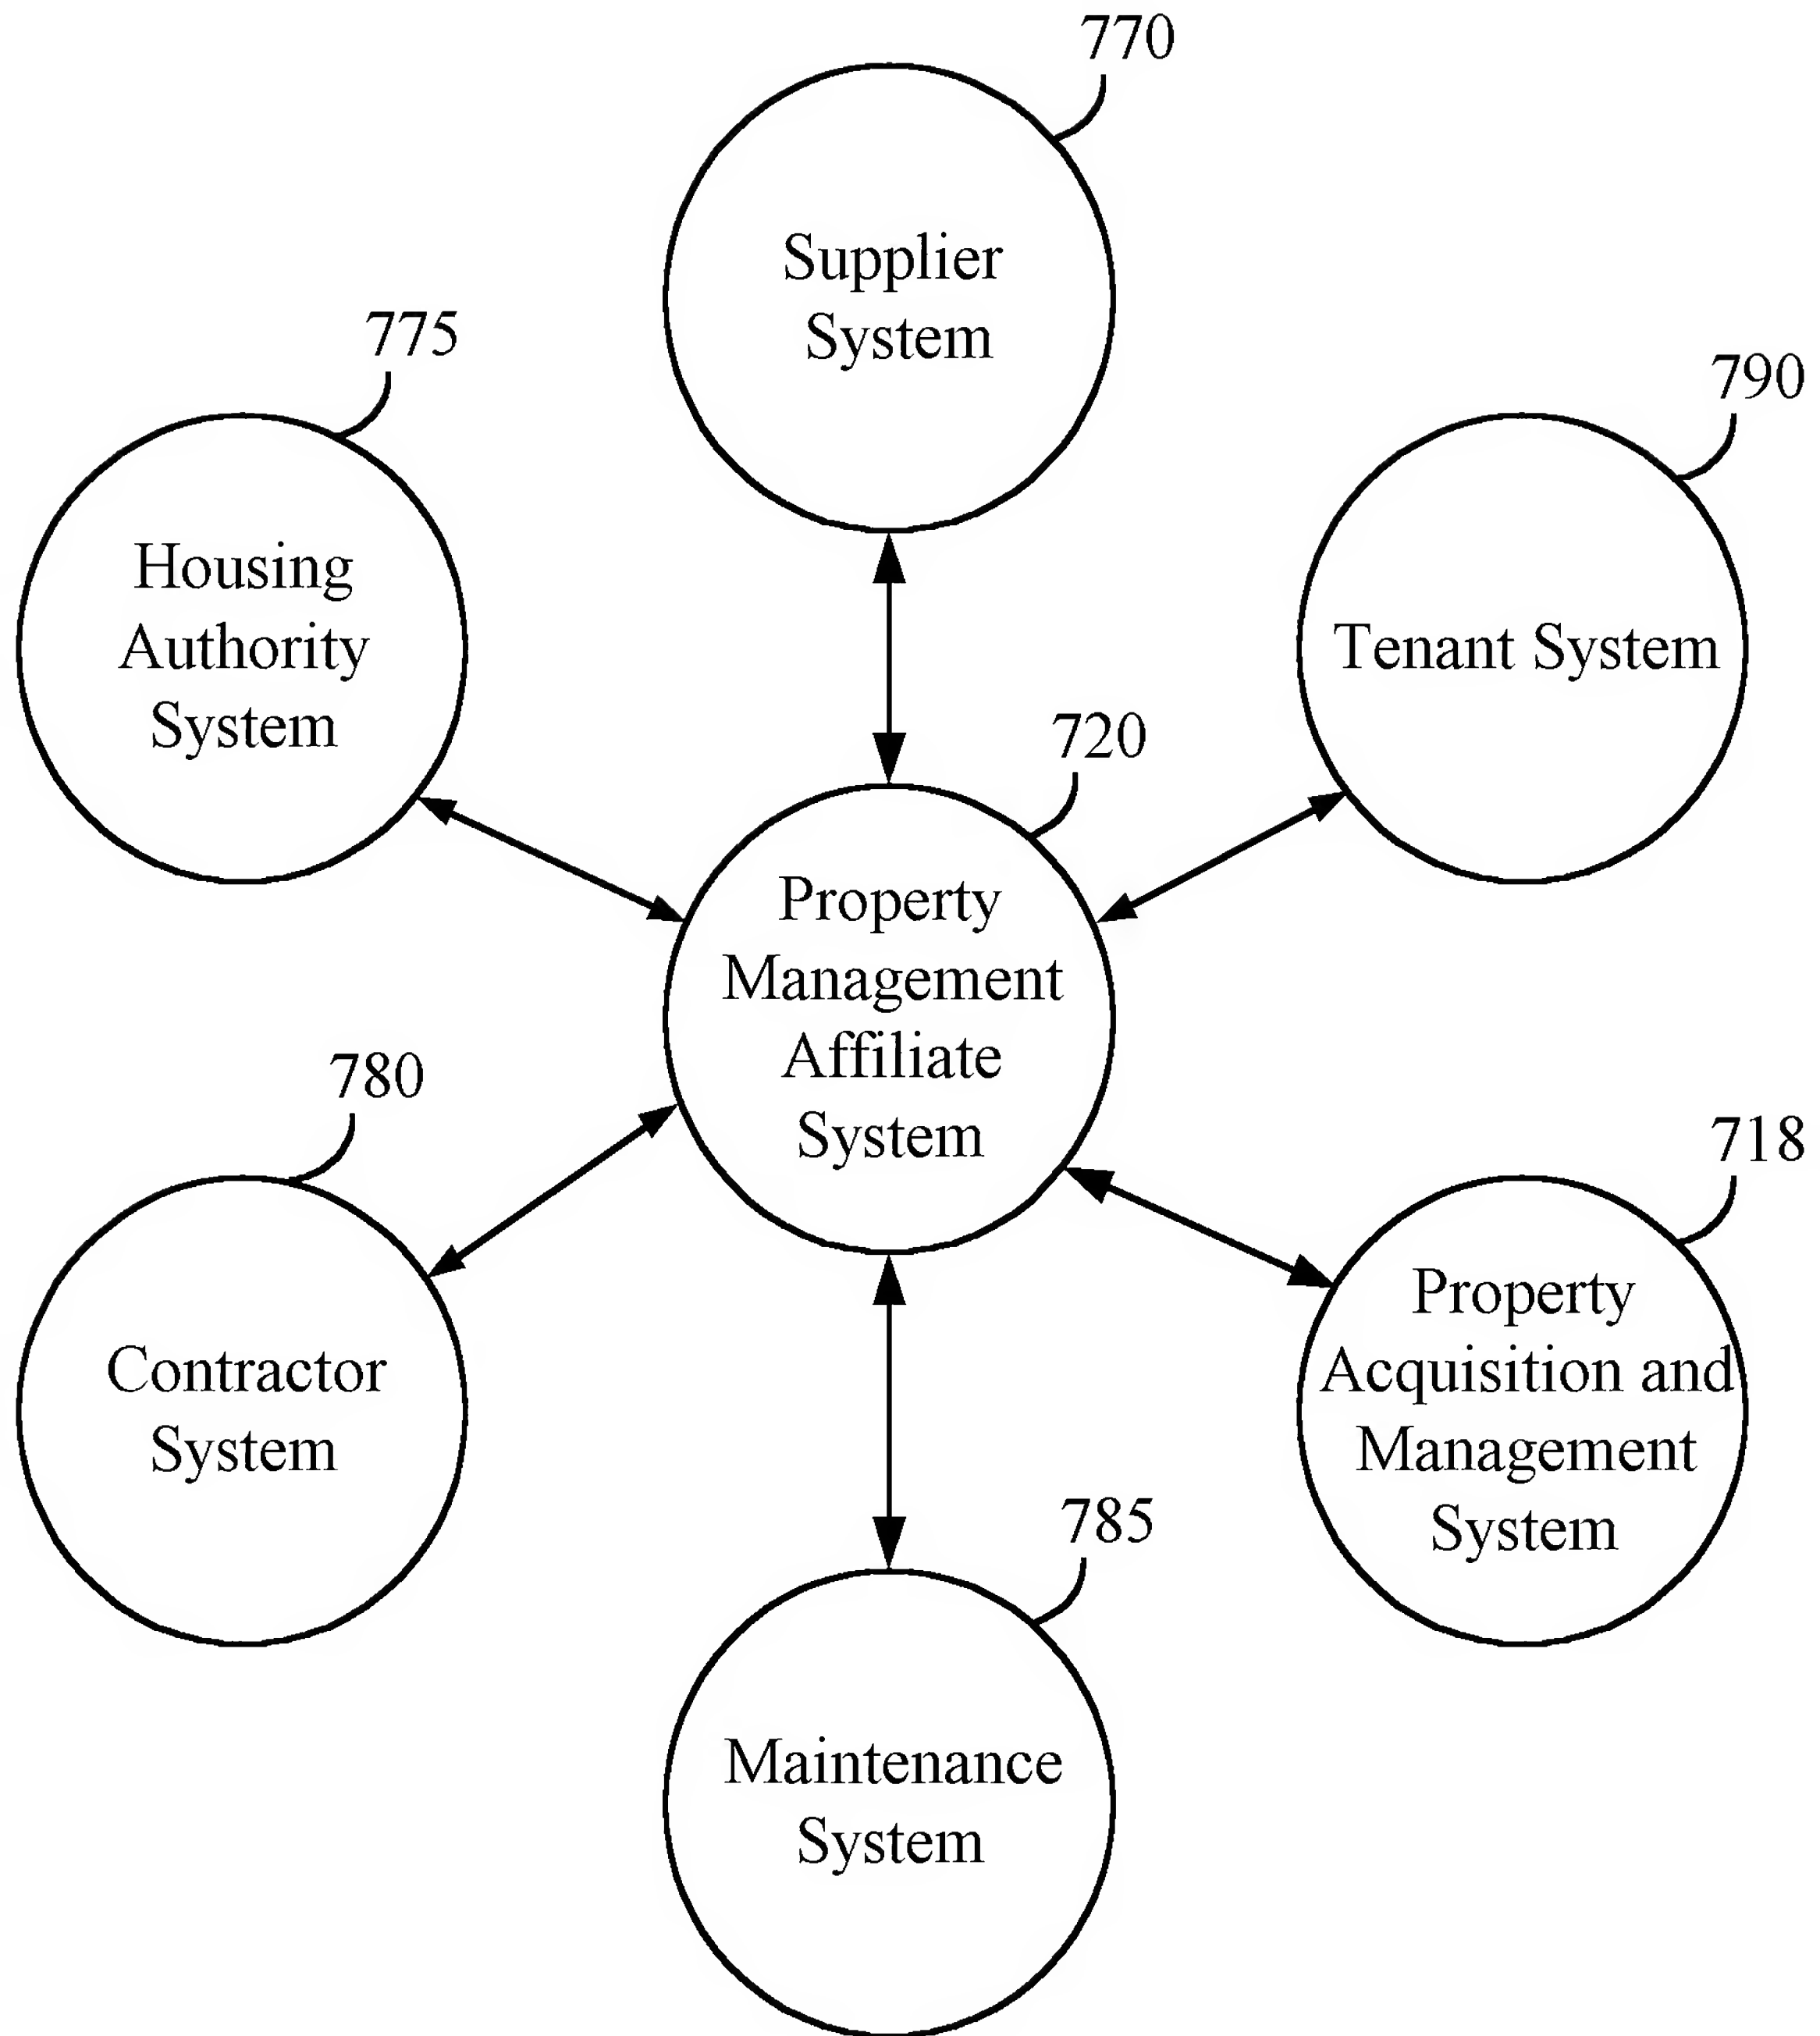 770
Supplier
System
775
Housing
Authority
System
790
Tenant System
720
Property
Management
Affiliate
System
780
Contractor
System
718
Property
Acquisition and
Management
System
785
Maintenance
System